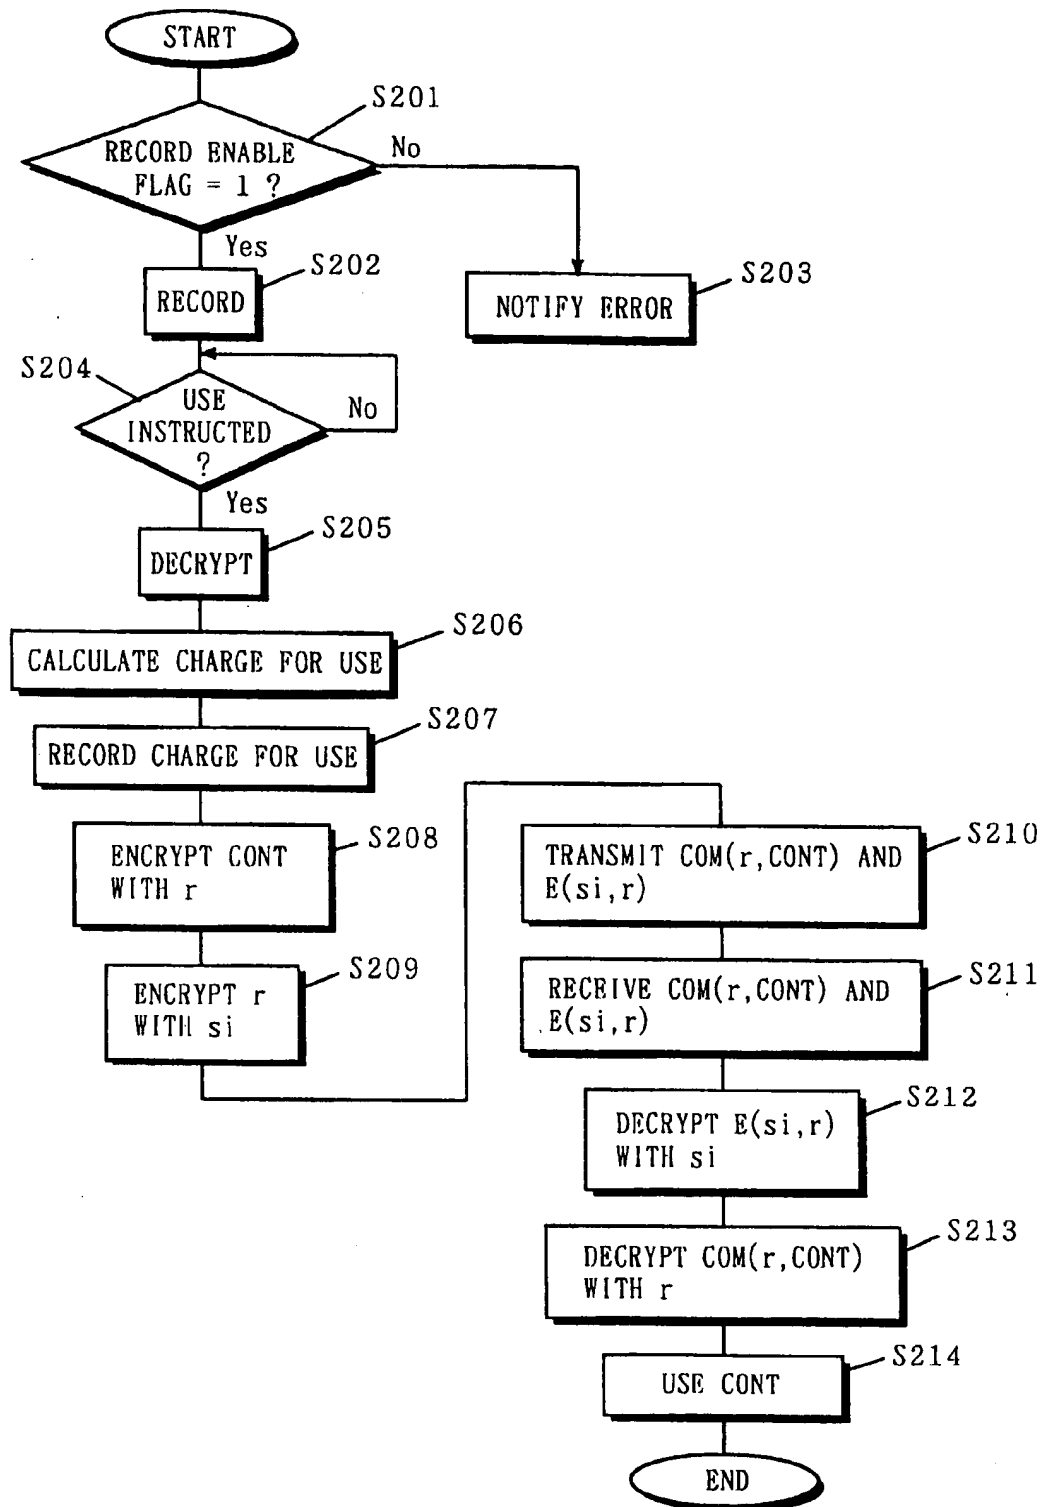 START
S201
RECORD ENABLE
FLAG = 1 ?
No
Yes
S202
RECORD
S203
NOTIFY ERROR
S204
USE
INSTRUCTED
?
No
Yes
S205
DECRYPT
S206
CALCULATE CHARGE FOR USE
S207
RECORD CHARGE FOR USE
S208
ENCRYPT CONT
WITH r
S209
ENCRYPT r
WITH si
S210
TRANSMIT COM(r,CONT) AND
E(si,r)
S211
RECEIVE COM(r,CONT) AND
E(si,r)
S212
DECRYPT E(si,r)
WITH si
S213
DECRYPT COM(r,CONT)
WITH r
S214
USE CONT
END